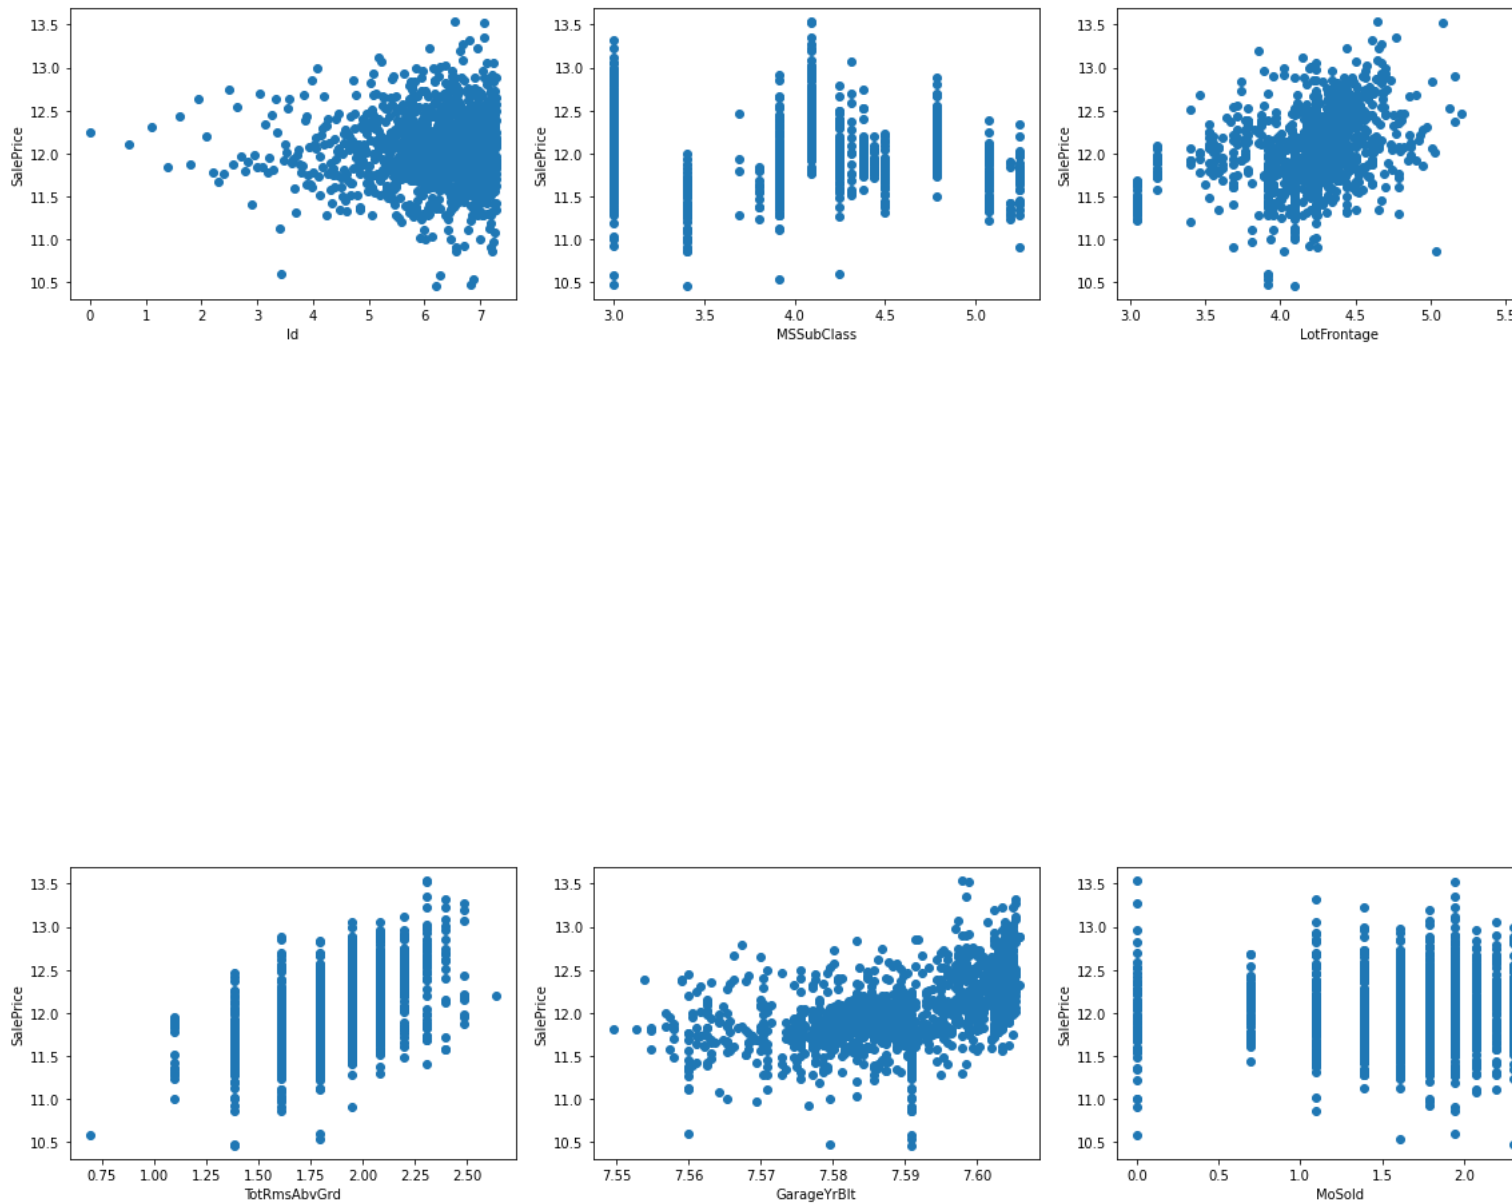 13.5 13.5 13.5
13.0 13.0 13.0
12.5 12.5 12.5
SalePrice SalePrice SalePrice
12.0 12.0 12.0
11.5 11.5 11.5
11.0 11.0 11.0
10.5 10.5 10.5
0 1 2 3 4 5 6 7 3.0 3.5 4.0 4.5 5.0 3.0 3.5 4.0 4.5 5.0 5.5
Id MSSubClass LotFrontage
13.5 13.5 13.5
13.0 13.0 13.0
12.5 12.5 12.5
SalePrice SalePrice SalePrice
12.0 12.0 12.0
11.5 11.5 11.5
11.0 11.0 11.0
10.5 10.5 10.5
0.75 1.00 1.25 1.50 1.75 2.00 2.25 2.50 7.55 7.56 7.57 7.58 7.59 7.60 0.0 0.5 1.0 1.5 2.0
TotRmsAbvGrd GarageYrBlt MoSold